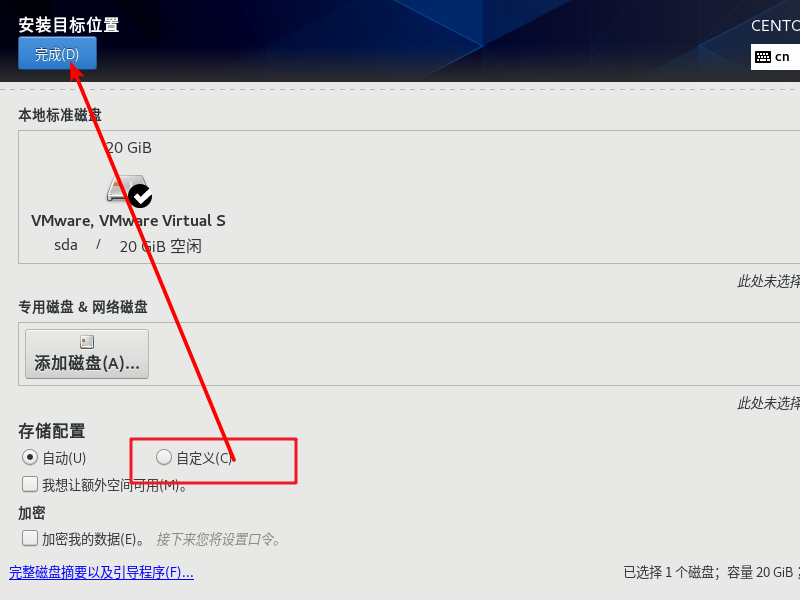 安装目标位置
CENTO
完成(D)
cn
本地标准磁盘
20 GiB
VMware, VMware Virtual S
sda / 20 GiB 空闲
此处未选择
专用磁盘 & 网络磁盘
添加磁盘(A)...
此处未选择
存储配置
自动(U) 自定义(C)
我想让额外空间可用(M)。
加密
加密我的数据(E)。 接下来您将设置口令。
完整磁盘摘要以及引导程序(F)...
已选择 1 个磁盘；容量 20 GiB；